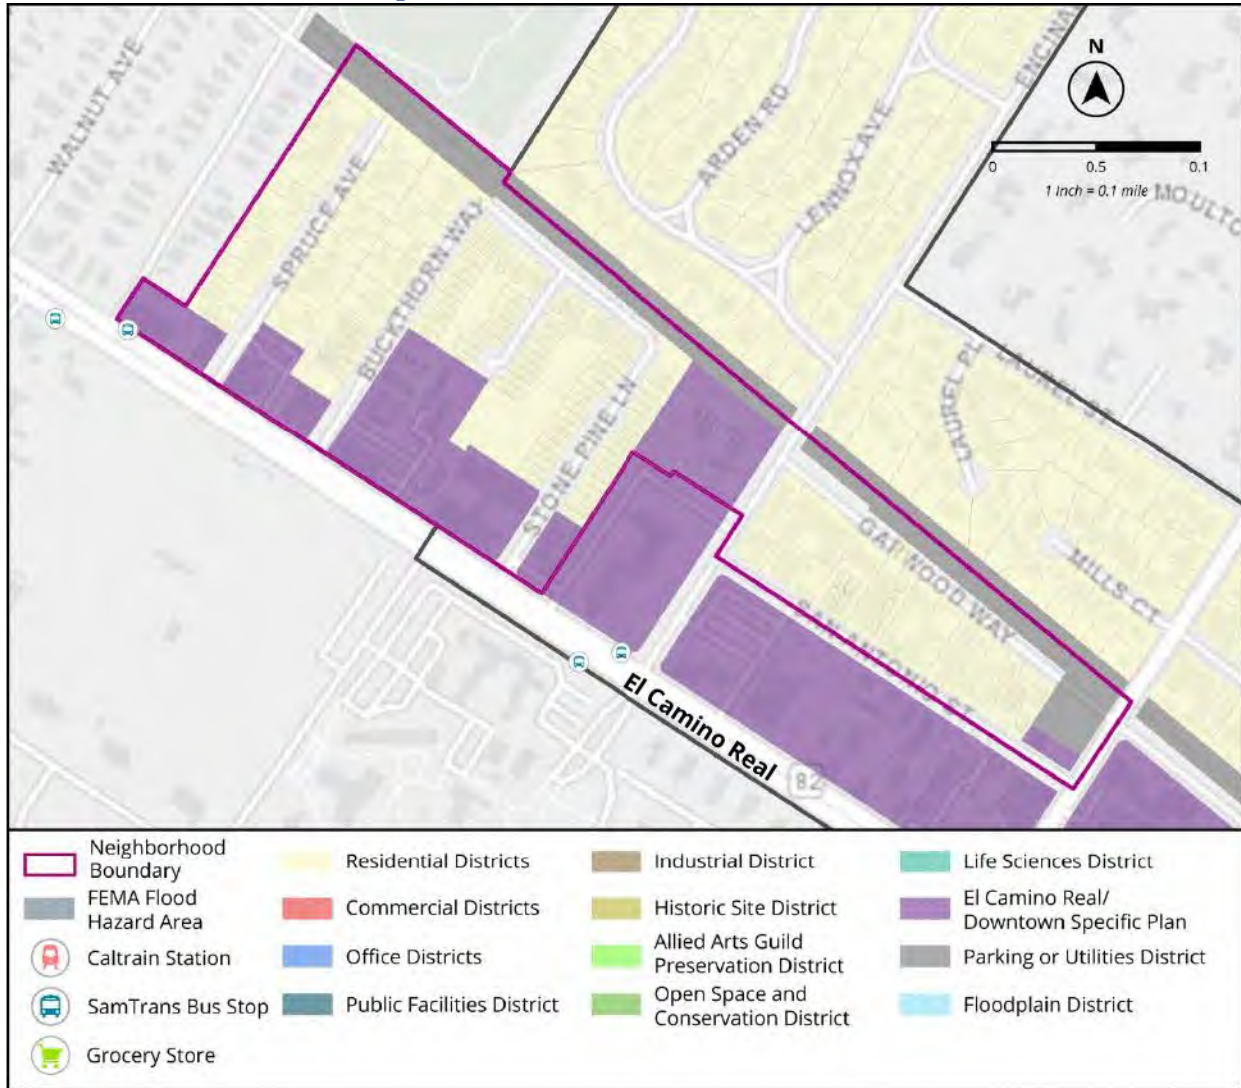 WALNUT AVE
SPRUCE AVE
BUCKTHORN WAY
STONE PINE LN
ARDEN RD
LENNOX AVE
ENCINAL
N
0 0.5 0.1
1 Inch = 0.1 mile
MOULTO
LAUREL PL
LAUREL ST
MILLS CT
GARWOOD WAY
SAN ANTONIO ST
El Camino Real
82
Neighborhood
Boundary
FEMA Flood
Hazard Area
Caltrain Station
SamTrans Bus Stop
Grocery Store
Residential Districts
Commercial Districts
Office Districts
Public Facilities District
Industrial District
Historic Site District
Allied Arts Guild
Preservation District
Open Space and
Conservation District
Life Sciences District
El Camino Real/
Downtown Specific Plan
Parking or Utilities District
Floodplain District